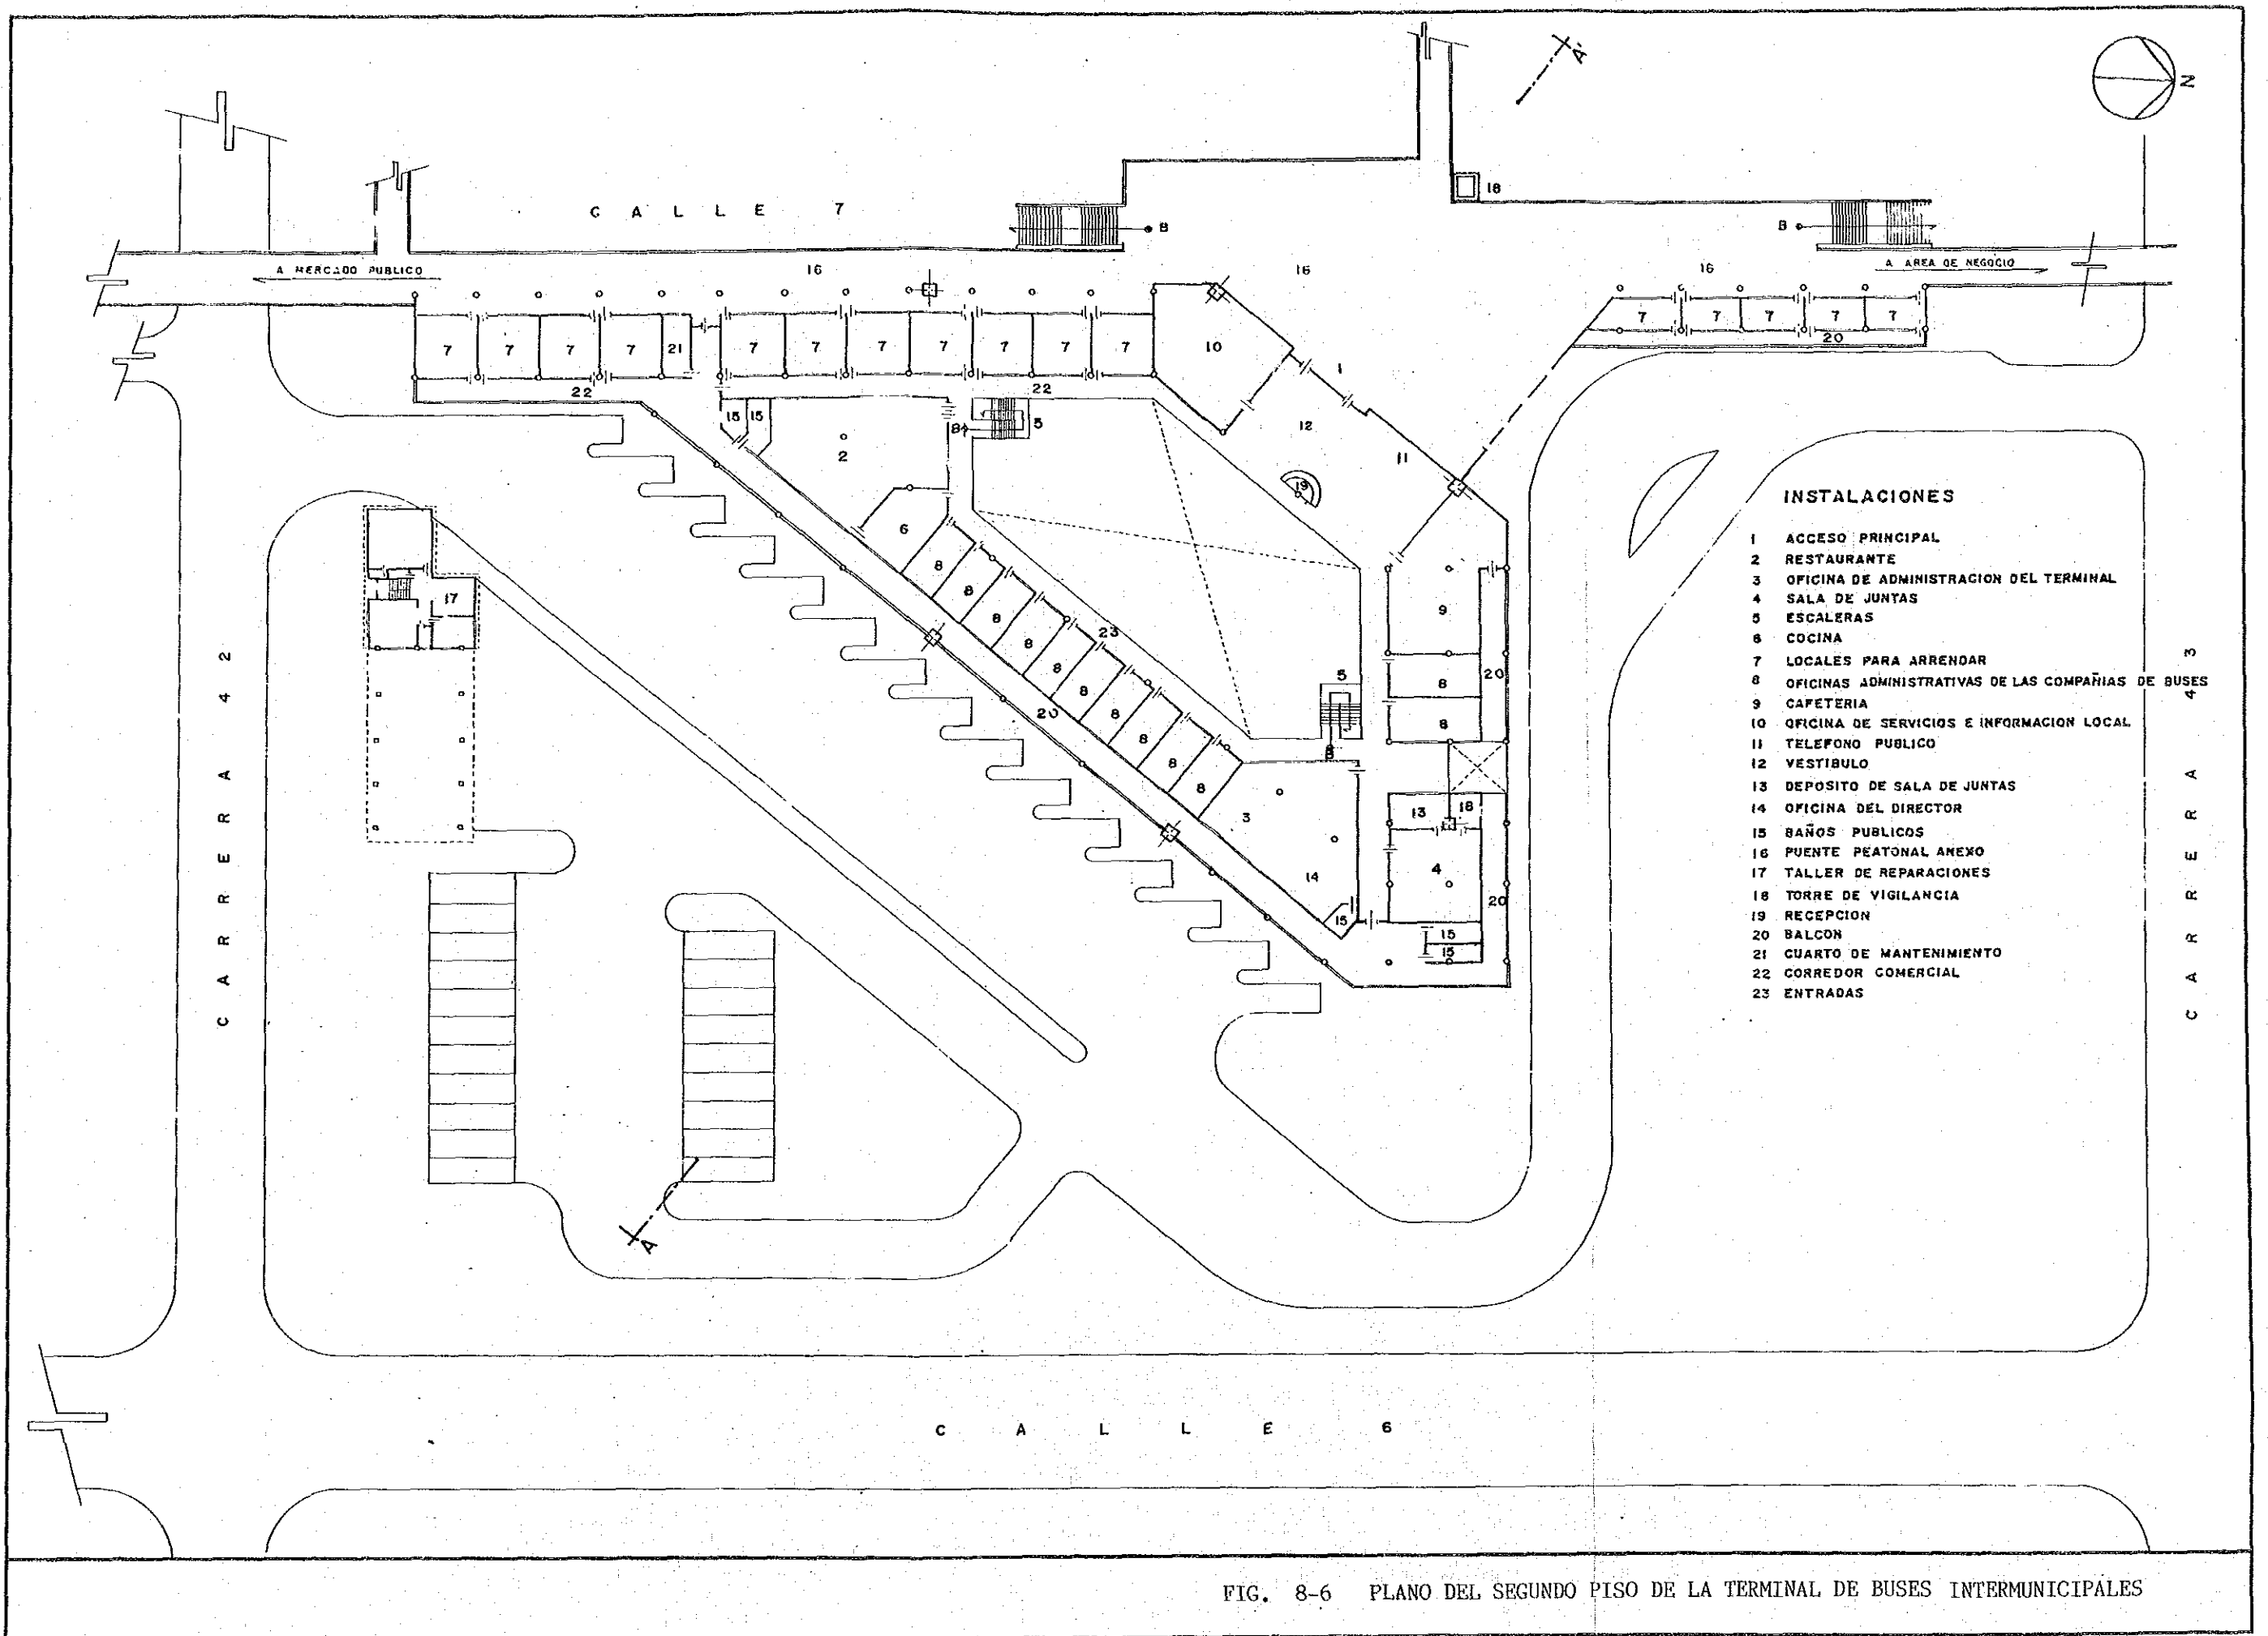 A'
N
18
C A L L E 7
B
B
A MERCADO PUBLICO
16
16
16
A AREA DE NEGOCIO
7 7 7 7 21 7 7 7 7 7 7 7
10
7 7 7 7 7
20
1
22
22
15 15
B
5
2
12
11
19
6
8
8
8
8
8
8
8
8
8
23
20
9
20
5
8
8
B
3
13
18
4
14
20
15
15
15
17
C A R R E R A 4 2
C A R R E R A 4 3
INSTALACIONES
1 ACCESO PRINCIPAL
2 RESTAURANTE
3 OFICINA DE ADMINISTRACION DEL TERMINAL
4 SALA DE JUNTAS
5 ESCALERAS
6 COCINA
7 LOCALES PARA ARRENDAR
8 OFICINAS ADMINISTRATIVAS DE LAS COMPAÑIAS DE BUSES
9 CAFETERIA
10 OFICINA DE SERVICIOS E INFORMACION LOCAL
11 TELEFONO PUBLICO
12 VESTIBULO
13 DEPOSITO DE SALA DE JUNTAS
14 OFICINA DEL DIRECTOR
15 BAÑOS PUBLICOS
16 PUENTE PEATONAL ANEXO
17 TALLER DE REPARACIONES
18 TORRE DE VIGILANCIA
19 RECEPCION
20 BALCON
21 CUARTO DE MANTENIMIENTO
22 CORREDOR COMERCIAL
23 ENTRADAS
A
C A L L E 6
FIG. 8-6 PLANO DEL SEGUNDO PISO DE LA TERMINAL DE BUSES INTERMUNICIPALES